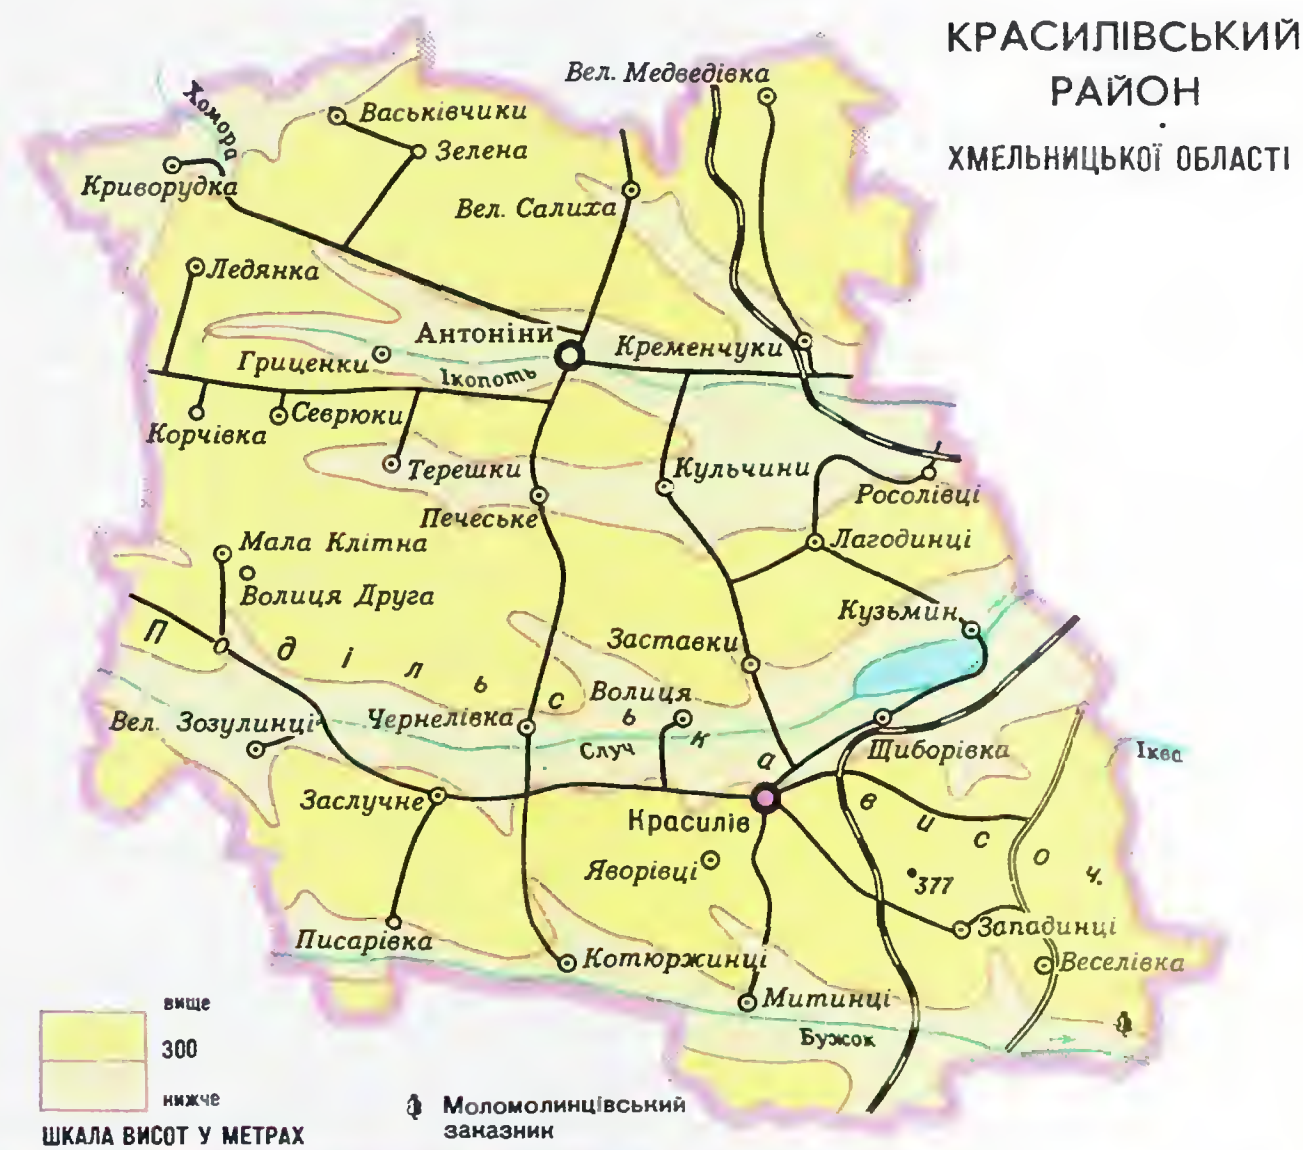 КРАСИЛІВСЬКИЙ
РАЙОН
ХМЕЛЬНИЦЬКОЇ ОБЛАСТІ
Вел. Медведівка
Хомора
Васьківчики
Зелена
Криворудка
Вел. Салиха
Ледянка
Антоніни
Гриценки
Кременчуки
Ікопоть
Корчівка
Севрюки
Терешки
Кульчини
Росолівці
Печеське
Лагодинці
Мала Клітна
Волиця Друга
Кузьмин
Заставки
Подільська височ.
Волиця
Вел. Зозулинці
Чернелівка
Случ
Щиборівка
Іква
Заслучне
Красилів
Яворівці
377
Западинці
Писарівка
Котюржинці
Веселівка
Митинці
Бужок
вище
300
нижче
ШКАЛА ВИСОТ У МЕТРАХ
Моломолинцівський
заказник